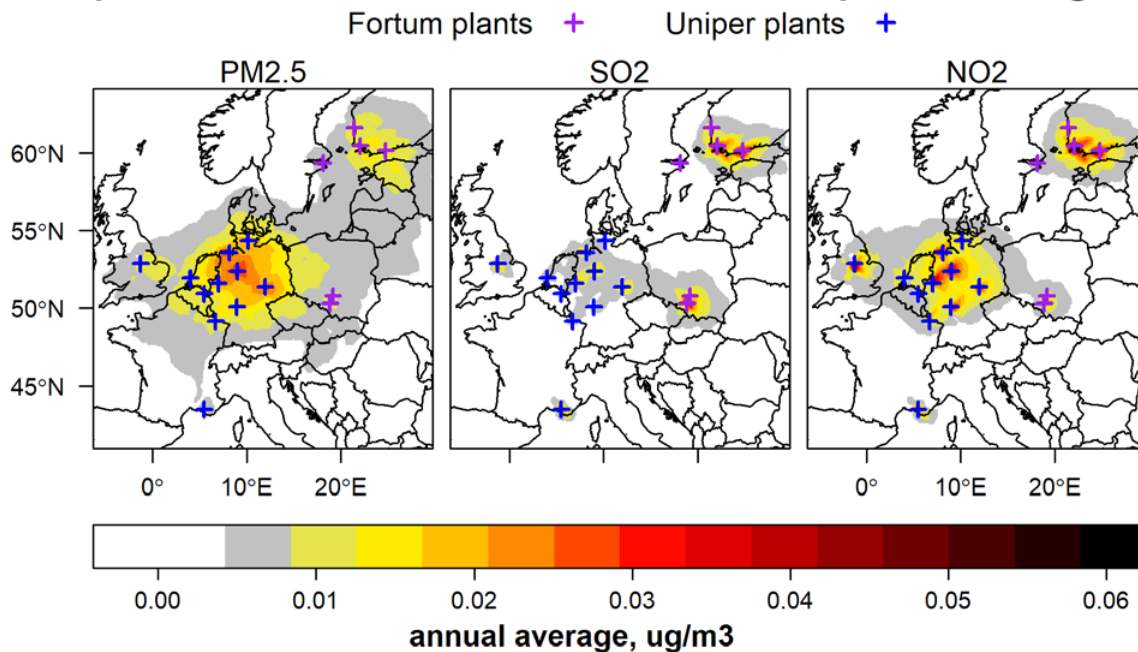 Fortum plants + Uniper plants +
PM2.5 SO2 NO2
60°N
55°N
50°N
45°N
0° 10°E 20°E 0° 10°E 20°E
0.00 0.01 0.02 0.03 0.04 0.05 0.06
annual average, ug/m3